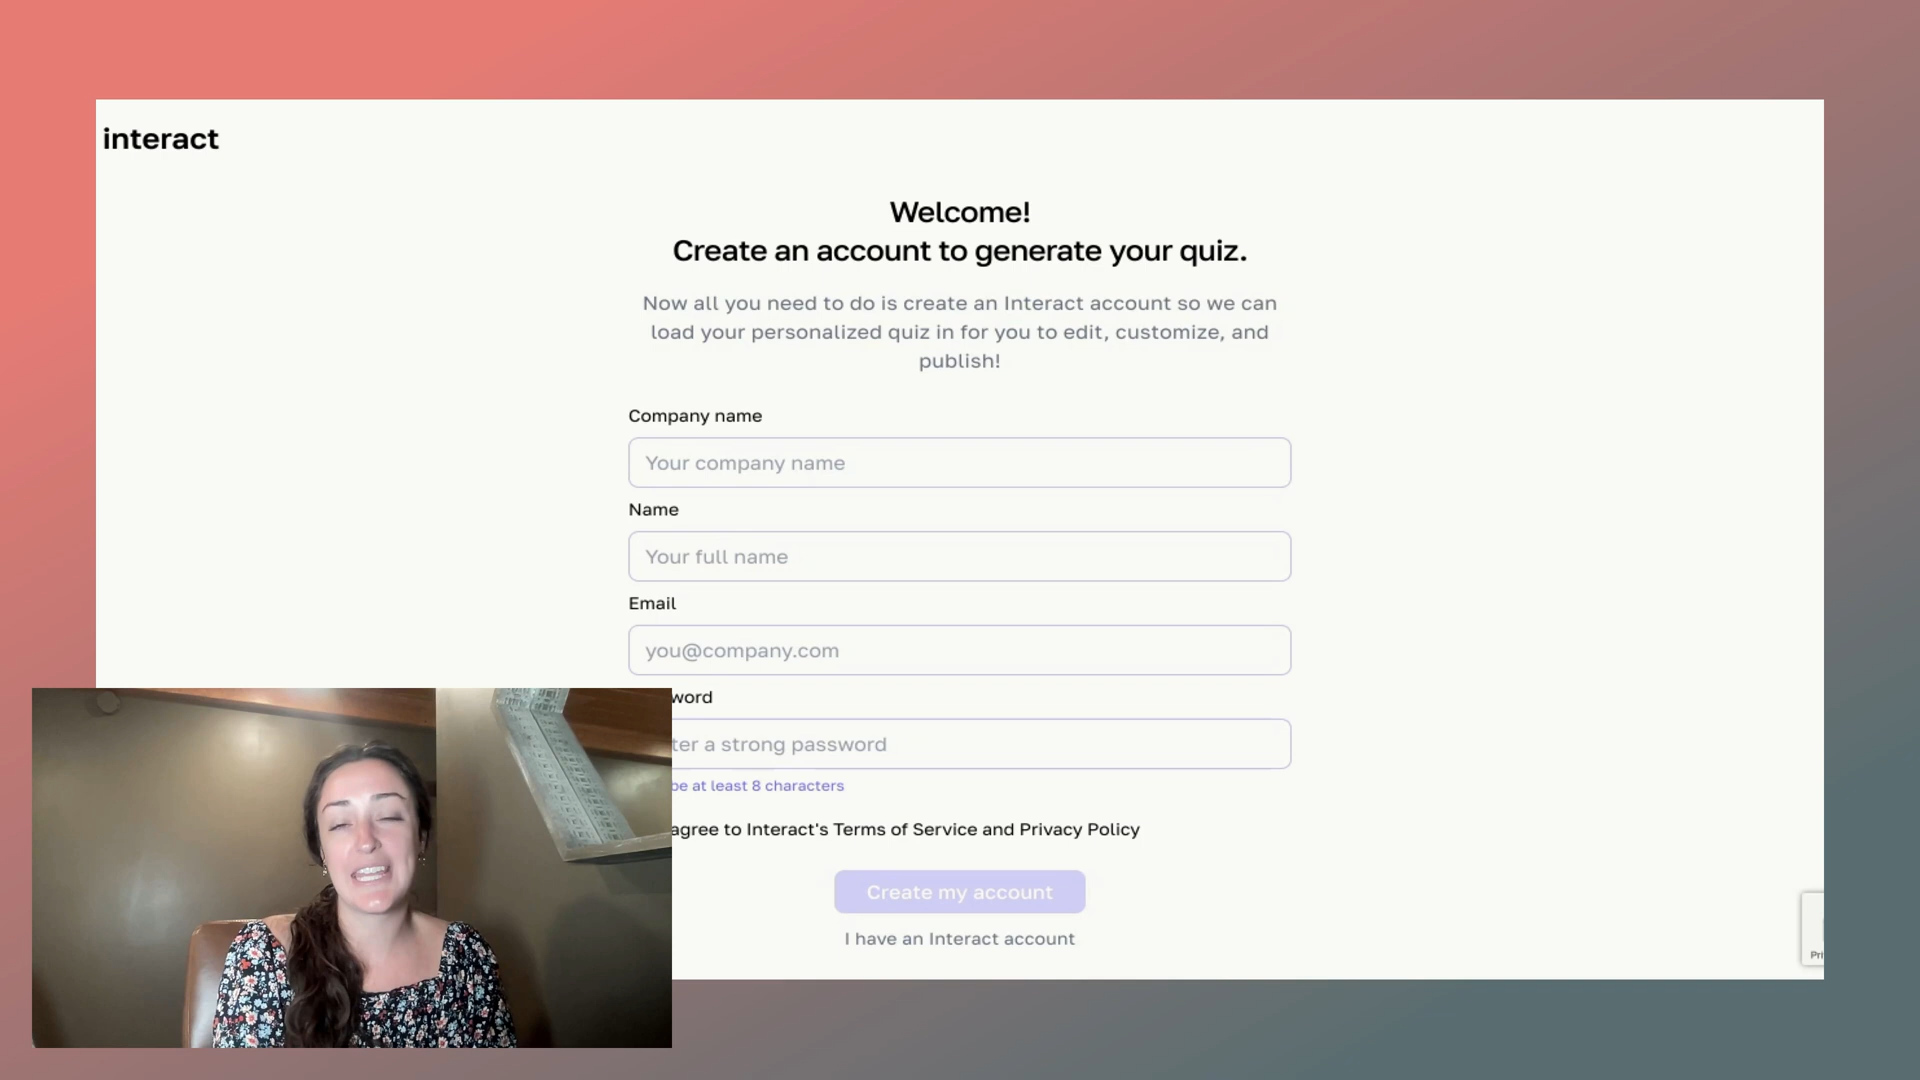 interact
Welcome!
Create an account to generate your quiz.
Now all you need to do is create an Interact account so we can
load your personalized quiz in for you to edit, customize, and
publish!
Company name
Your company name
Name
Your full name
Email
you@company.com
a strong password
be at least 8 characters
agree to Interact's Terms of Service and Privacy Policy
Create my account
I have an Interact account